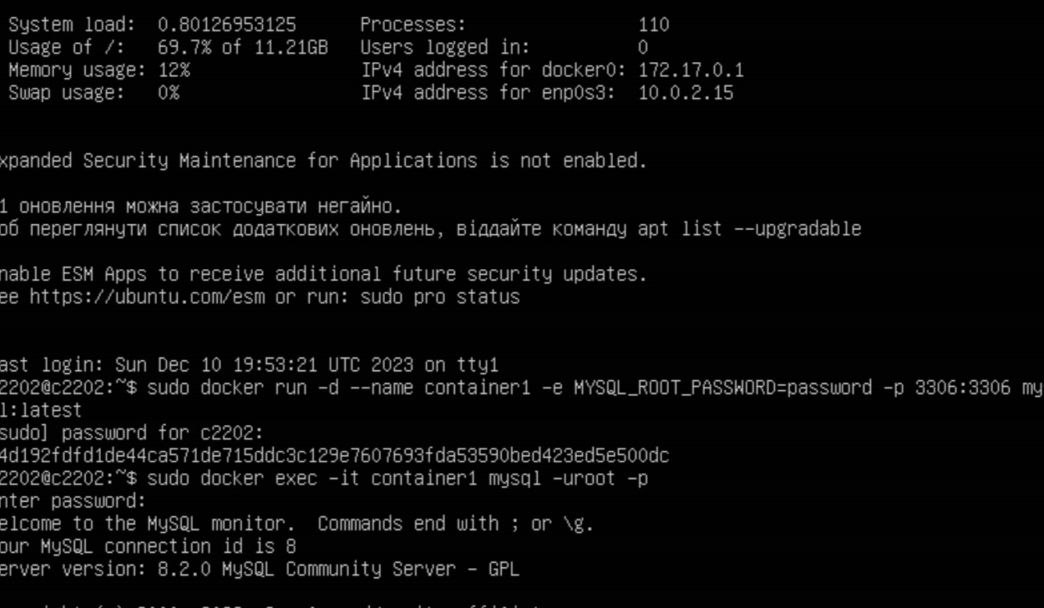 System load: 0.80126953125 Processes: 110
Usage of /: 69.7% of 11.21GB Users logged in: 0
Memory usage: 12% IPv4 address for docker0: 172.17.0.1
Swap usage: 0% IPv4 address for enp0s3: 10.0.2.15
xpanded Security Maintenance for Applications is not enabled.
1 оновлення можна застосувати негайно.
об переглянути список додаткових оновлень, віддайте команду apt list --upgradable
nable ESM Apps to receive additional future security updates.
ee https://ubuntu.com/esm or run: sudo pro status
ast login: Sun Dec 10 19:53:21 UTC 2023 on tty1
2202@c2202:~$ sudo docker run -d --name container1 -e MYSQL_ROOT_PASSWORD=password -p 3306:3306 my
l:latest
sudo] password for c2202:
4d192fdfd1de44ca571de715ddc3c129e7607693fda53590bed423ed5e500dc
2202@c2202:~$ sudo docker exec -it container1 mysql -uroot -p
nter password:
elcome to the MySQL monitor. Commands end with ; or \g.
our MySQL connection id is 8
erver version: 8.2.0 MySQL Community Server - GPL